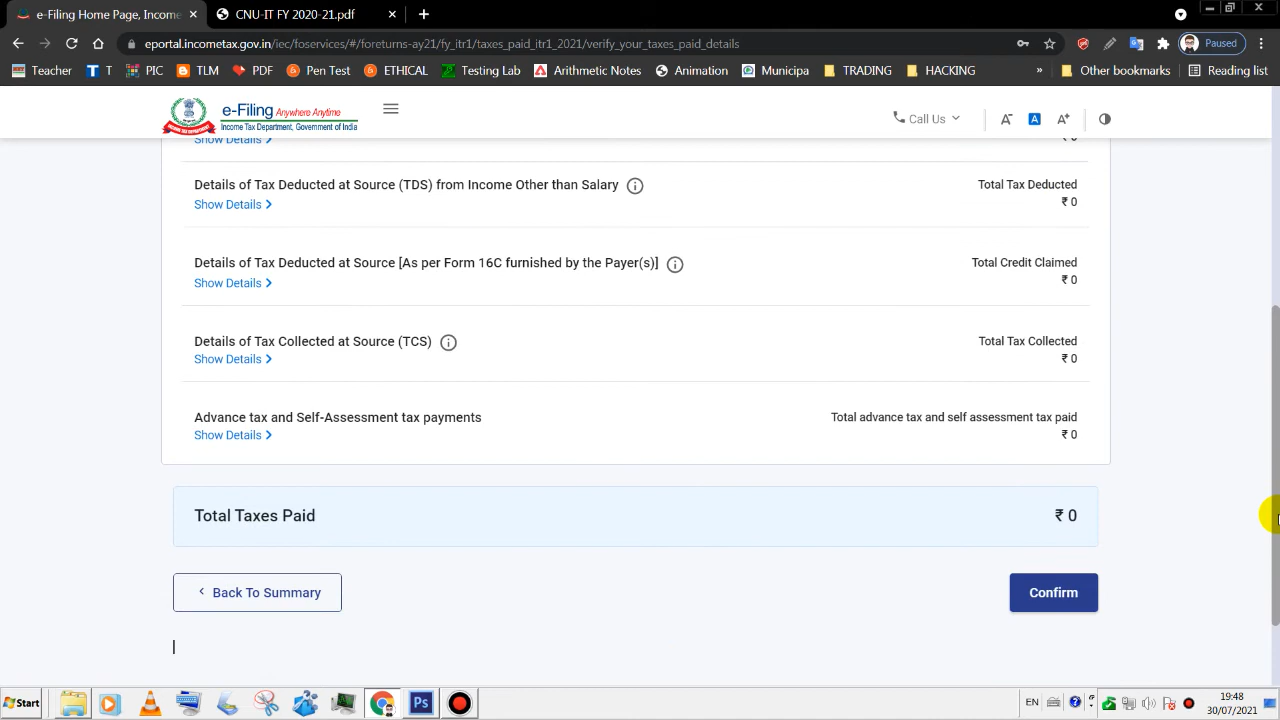 e-Filing Home Page, Income
CNU-IT FY 2020-21.pdf
eportal.incometax.gov.in/iec/foservices/#/foreturns-ay21/fy_itr1/taxes_paid_itr1_2021/verify_your_taxes_paid_details
Paused
Teacher T PIC TLM PDF Pen Test ETHICAL Testing Lab Arithmetic Notes Animation Municipa TRADING HACKING » Other bookmarks Reading list
e-Filing Anywhere Anytime
Income Tax Department, Government of India
Call Us A- A A+
Show Details
₹ 0
Details of Tax Deducted at Source (TDS) from Income Other than Salary
Total Tax Deducted
Show Details
₹ 0
Details of Tax Deducted at Source [As per Form 16C furnished by the Payer(s)]
Total Credit Claimed
Show Details
₹ 0
Details of Tax Collected at Source (TCS)
Total Tax Collected
Show Details
₹ 0
Advance tax and Self-Assessment tax payments
Total advance tax and self assessment tax paid
Show Details
₹ 0
Total Taxes Paid
₹ 0
Back To Summary
Confirm
Start
Ps
EN
19:48
30/07/2021